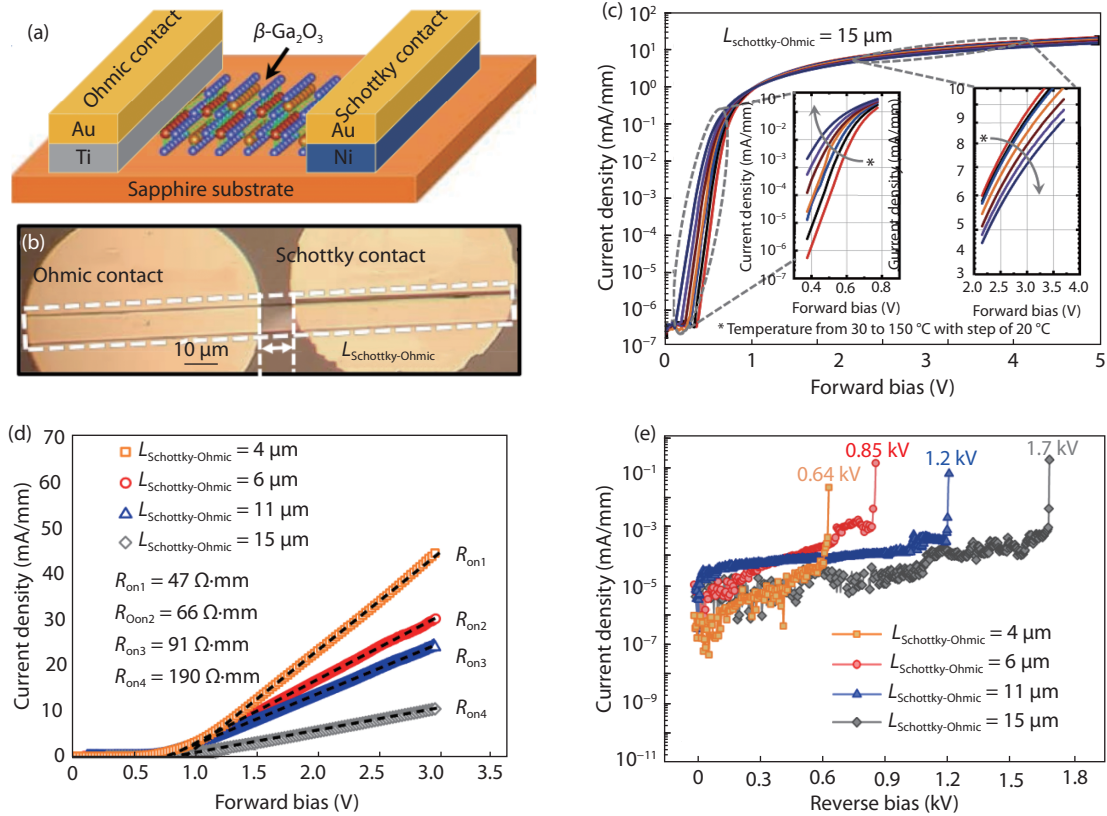 (a)
β-Ga2O3
Ohmic contact
Schottky contact
Au
Ti
Au
Ni
Sapphire substrate
(b)
Ohmic contact
Schottky contact
10 μm
LSchottky-Ohmic
(c)
Lschottky-Ohmic = 15 μm
Current density (mA/mm)
10²
10¹
10⁰
10⁻¹
10⁻²
10⁻³
10⁻⁴
10⁻⁵
10⁻⁶
10⁻⁷
0
1
2
3
4
5
Forward bias (V)
Current density (mA/mm)
10⁻¹
10⁻²
10⁻³
10⁻⁴
10⁻⁵
10⁻⁶
10⁻⁷
*
0.4
0.6
0.8
Forward bias (V)
Gurrent density (mA/mm)
10
9
8
7
6
5
4
3
*
2.0
2.5
3.0
3.5
4.0
Forward bias (V)
* Temperature from 30 to 150 °C with step of 20 °C
(d)
Current density (mA/mm)
70
60
50
40
30
20
10
0
LSchottky-Ohmic = 4 μm
LSchottky-Ohmic = 6 μm
LSchottky-Ohmic = 11 μm
LSchottky-Ohmic = 15 μm
Ron1 = 47 Ω·mm
ROon2 = 66 Ω·mm
Ron3 = 91 Ω·mm
Ron4 = 190 Ω·mm
Ron1
Ron2
Ron3
Ron4
0
0.5
1.0
1.5
2.0
2.5
3.0
3.5
Forward bias (V)
(e)
Current density (mA/mm)
10⁻¹
10⁻³
10⁻⁵
10⁻⁷
10⁻⁹
10⁻¹¹
0.64 kV
0.85 kV
1.2 kV
1.7 kV
LSchottky-Ohmic = 4 μm
LSchottky-Ohmic = 6 μm
LSchottky-Ohmic = 11 μm
LSchottky-Ohmic = 15 μm
0
0.3
0.6
0.9
1.2
1.5
1.8
Reverse bias (kV)